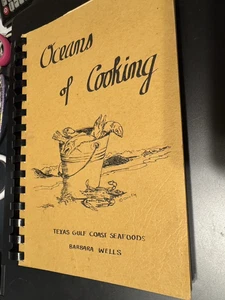 Oceans
of Cooking
TEXAS GULF COAST SEAFOODS
BARBARA WELLS